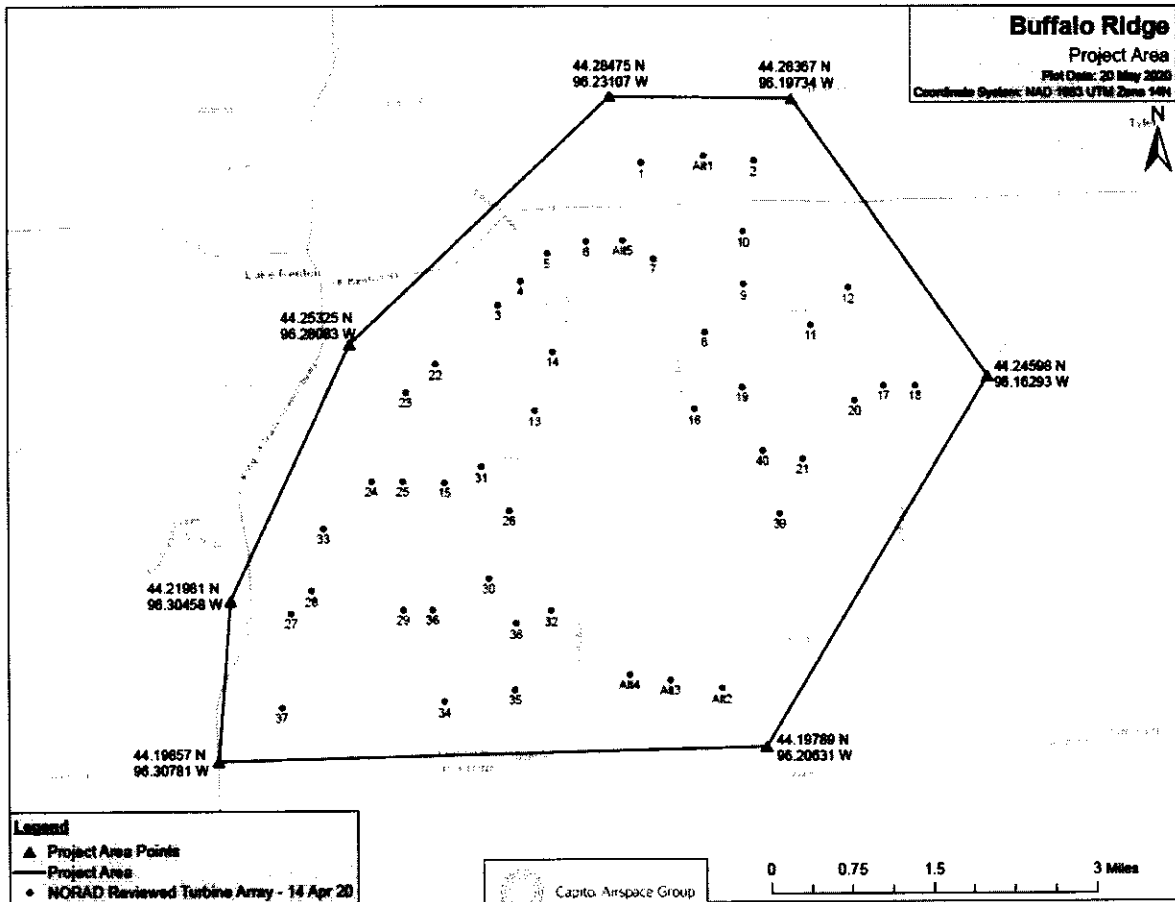 Buffalo Ridge
Project Area
Plot Date: 20 May 2020
Coordinate System: NAD 1983 UTM Zone 14N
N
Tyler
44.28475 N
96.23107 W
44.28367 N
96.19734 W
1
Alt1
2
10
5
6
Alt5
7
4
9
12
3
Lake Benton
44.25325 N
96.28083 W
8
11
14
22
44.24598 N
96.16293 W
23
19
17
18
20
13
16
40
21
31
24
25
15
26
39
33
30
44.21961 N
96.30458 W
28
27
29
36
32
38
Alt4
Alt3
Alt2
35
34
37
44.19857 N
96.30781 W
44.19789 N
96.20631 W
Legend
Project Area Points
Project Area
NORAD Reviewed Turbine Array - 14 Apr 20
Capitol Airspace Group
0 0.75 1.5 3 Miles